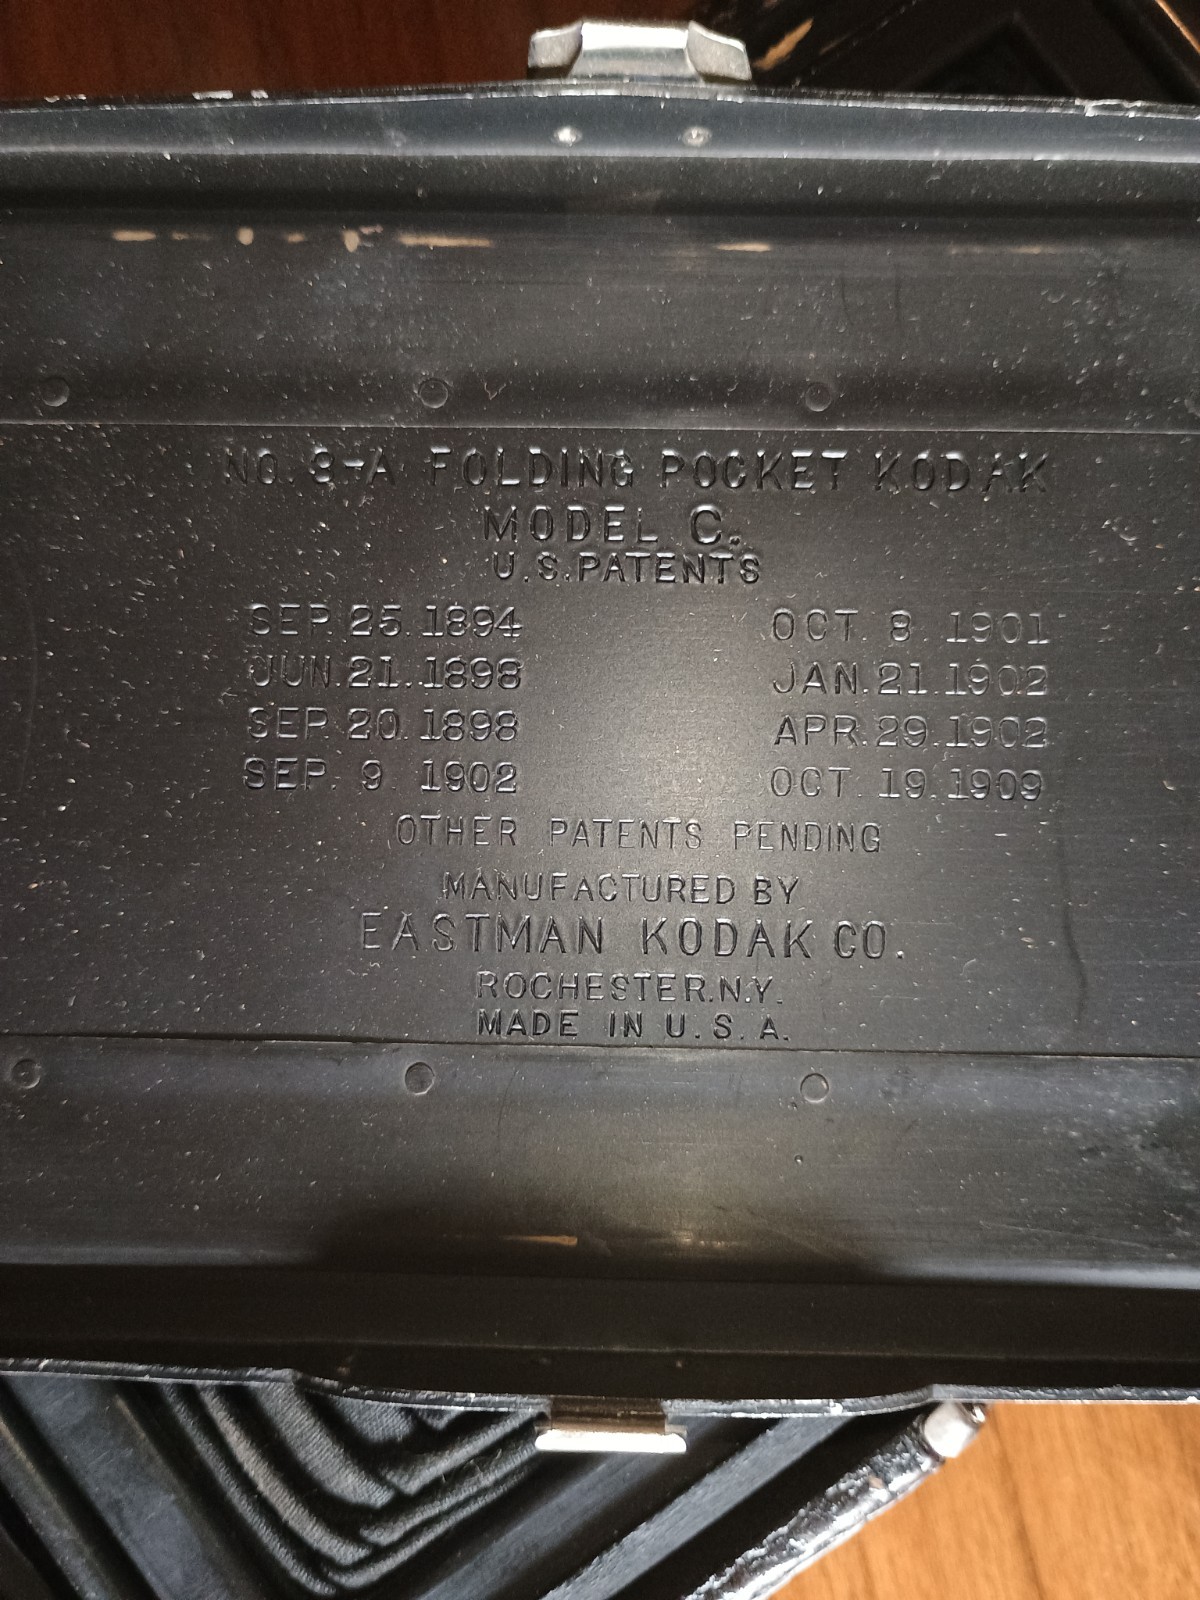 NO. 3-A FOLDING POCKET KODAK
MODEL C.
U.S. PATENTS
SEP. 25. 1894 OCT. 8. 1901
JUN. 21. 1898 JAN. 21. 1902
SEP. 20. 1898 APR. 29. 1902
SEP. 9 1902 OCT. 19. 1909
OTHER PATENTS PENDING
MANUFACTURED BY
EASTMAN KODAK CO.
ROCHESTER.N.Y.
MADE IN U.S.A.